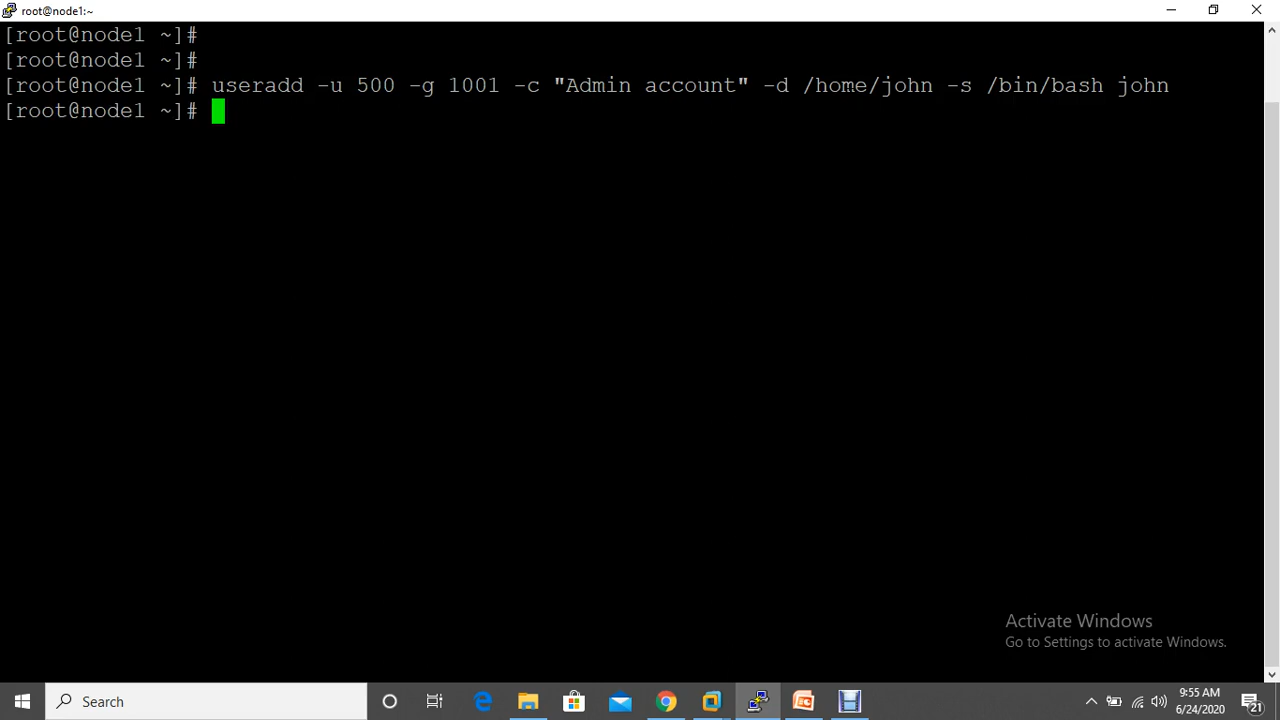 root@node1:~
[root@node1 ~]#
[root@node1 ~]#
[root@node1 ~]# useradd -u 500 -g 1001 -c "Admin account" -d /home/john -s /bin/bash john
[root@node1 ~]#
Activate Windows
Go to Settings to activate Windows.
Search
9:55 AM
6/24/2020
21